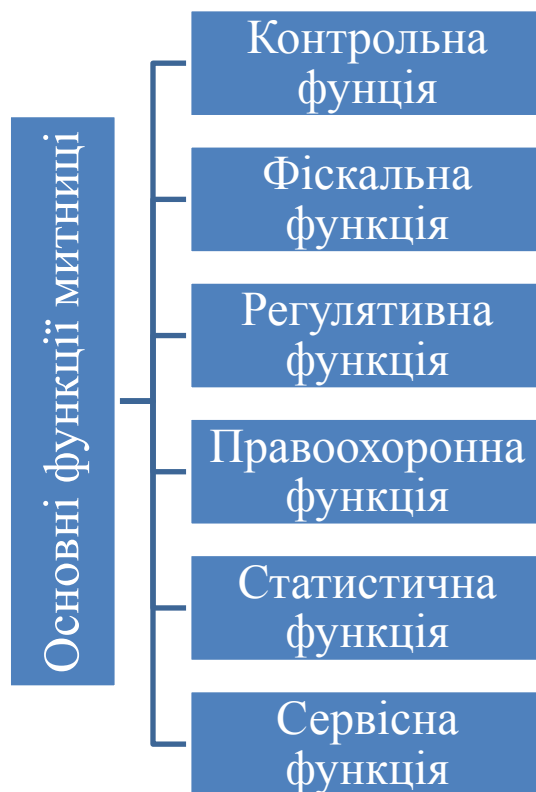 Основні функції митниці
Контрольна
фунція
Фіскальна
функція
Регулятивна
функція
Правоохоронна
функція
Статистична
функція
Сервісна
функція